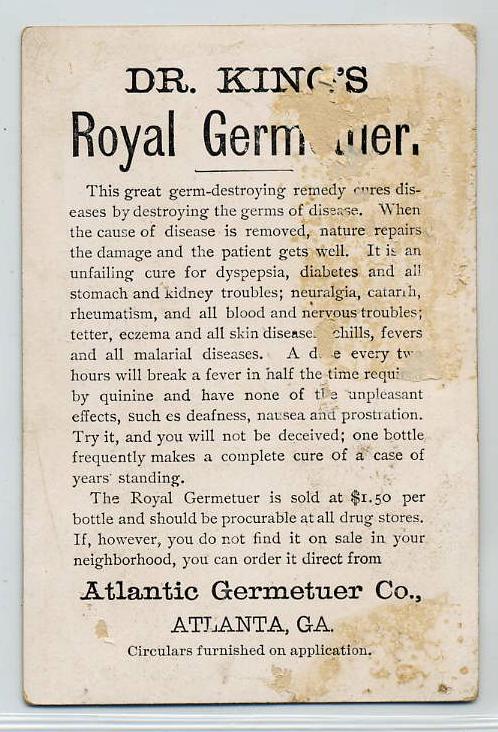 DR. KING'S
Royal Germetuer.
This great germ-destroying remedy cures dis-
eases by destroying the germs of disease. When
the cause of disease is removed, nature repairs
the damage and the patient gets well. It is an
unfailing cure for dyspepsia, diabetes and all
stomach and kidney troubles; neuralgia, catarrh,
rheumatism, and all blood and nervous troubles;
tetter, eczema and all skin disease. chills, fevers
and all malarial diseases. A dose every two
hours will break a fever in half the time requi
by quinine and have none of the unpleasant
effects, such es deafness, nausea and prostration.
Try it, and you will not be deceived; one bottle
frequently makes a complete cure of a case of
years' standing.
The Royal Germetuer is sold at $1.50 per
bottle and should be procurable at all drug stores.
If, however, you do not find it on sale in your
neighborhood, you can order it direct from
Atlantic Germetuer Co.,
ATLANTA, GA.
Circulars furnished on application.